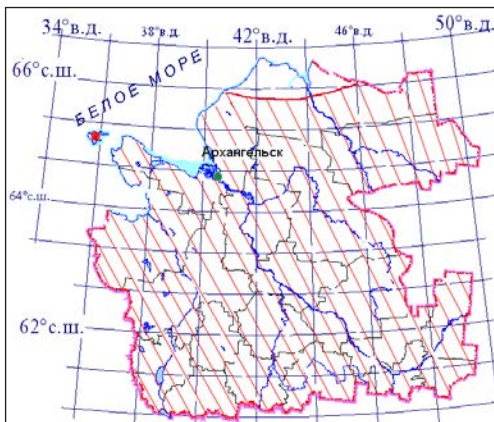 34°в.д.
38°в.д.
42°в.д.
46°в.д.
50°в.д.
66°с.ш.
БЕЛОЕ МОРЕ
Архангельск
64°с.ш.
62°с.ш.